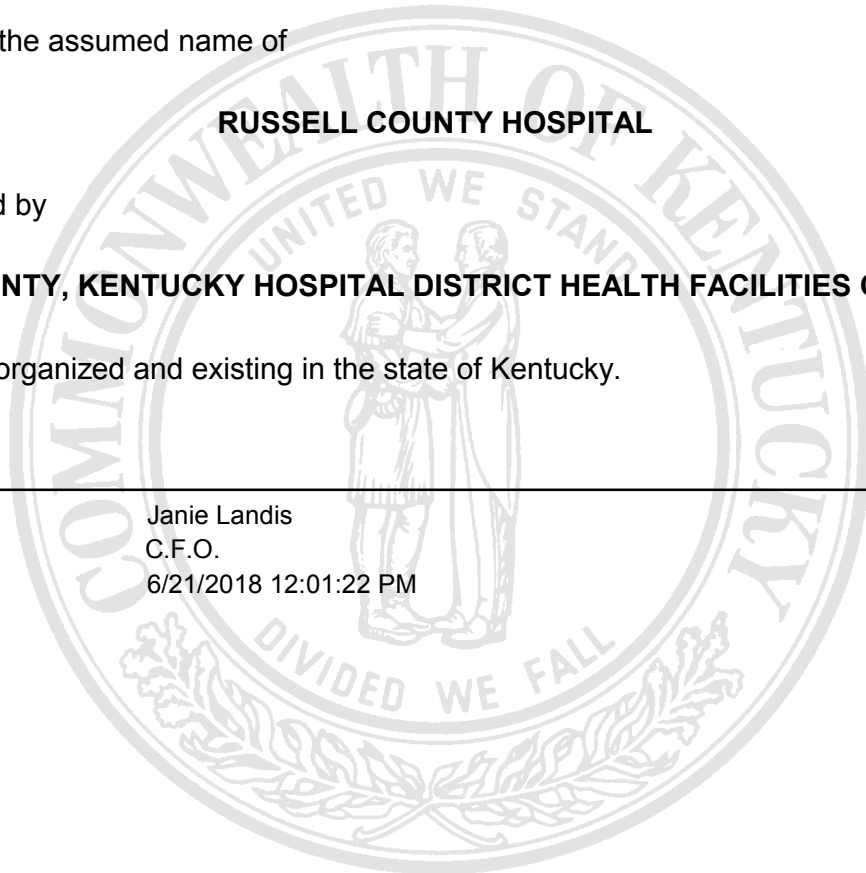 the assumed name of
RUSSELL COUNTY HOSPITAL
d by
NTY, KENTUCKY HOSPITAL DISTRICT HEALTH FACILITIES
organized and existing in the state of Kentucky.
Janie Landis
C.F.O.
6/21/2018 12:01:22 PM
COMMONWEALTH OF KENTUCKY
UNITED WE STAND
DIVIDED WE FALL